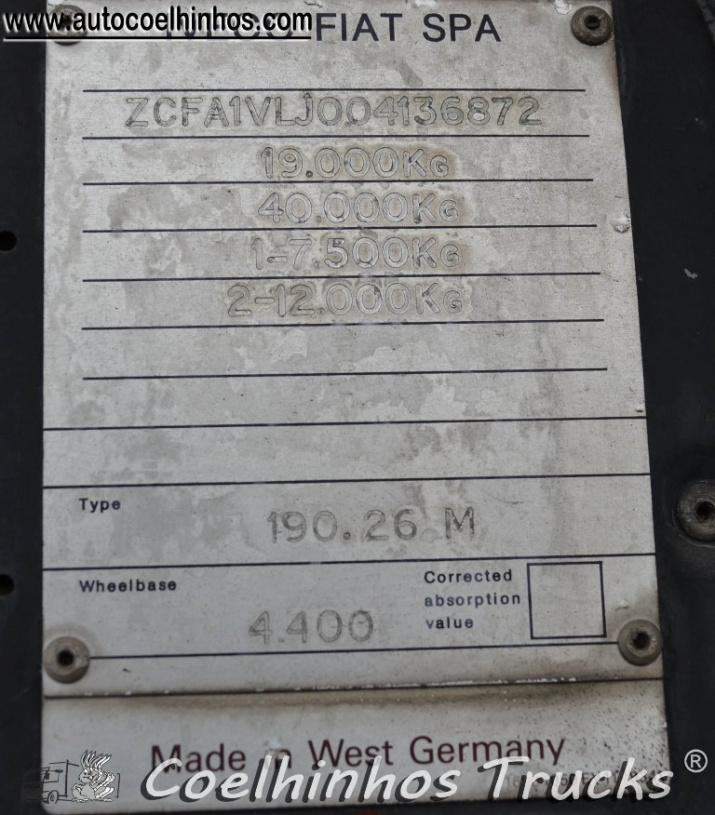 www.autocoelhinhos.com
FIAT SPA
ZCFA1VLJ004136872
19.000KG
40.000KG
1-7.500KG
2-12.000KG
Type
190.26 M
Wheelbase
4.400
Corrected
absorption
value
Made in West Germany
Coelhinhos Trucks ®